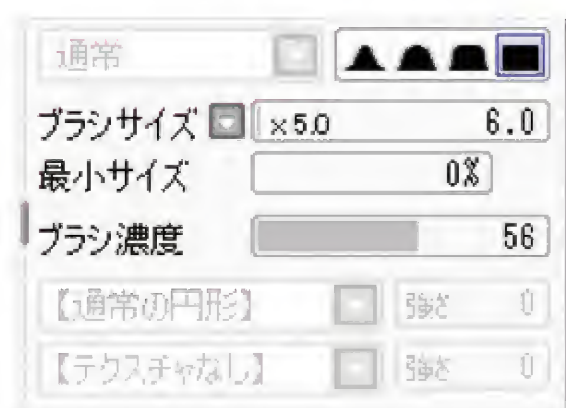 通常
ブラシサイズ ×5.0 6.0
最小サイズ 0%
ブラシ濃度 56
【通常の円形】 強さ 0
【テクスチャなし】 強さ 0